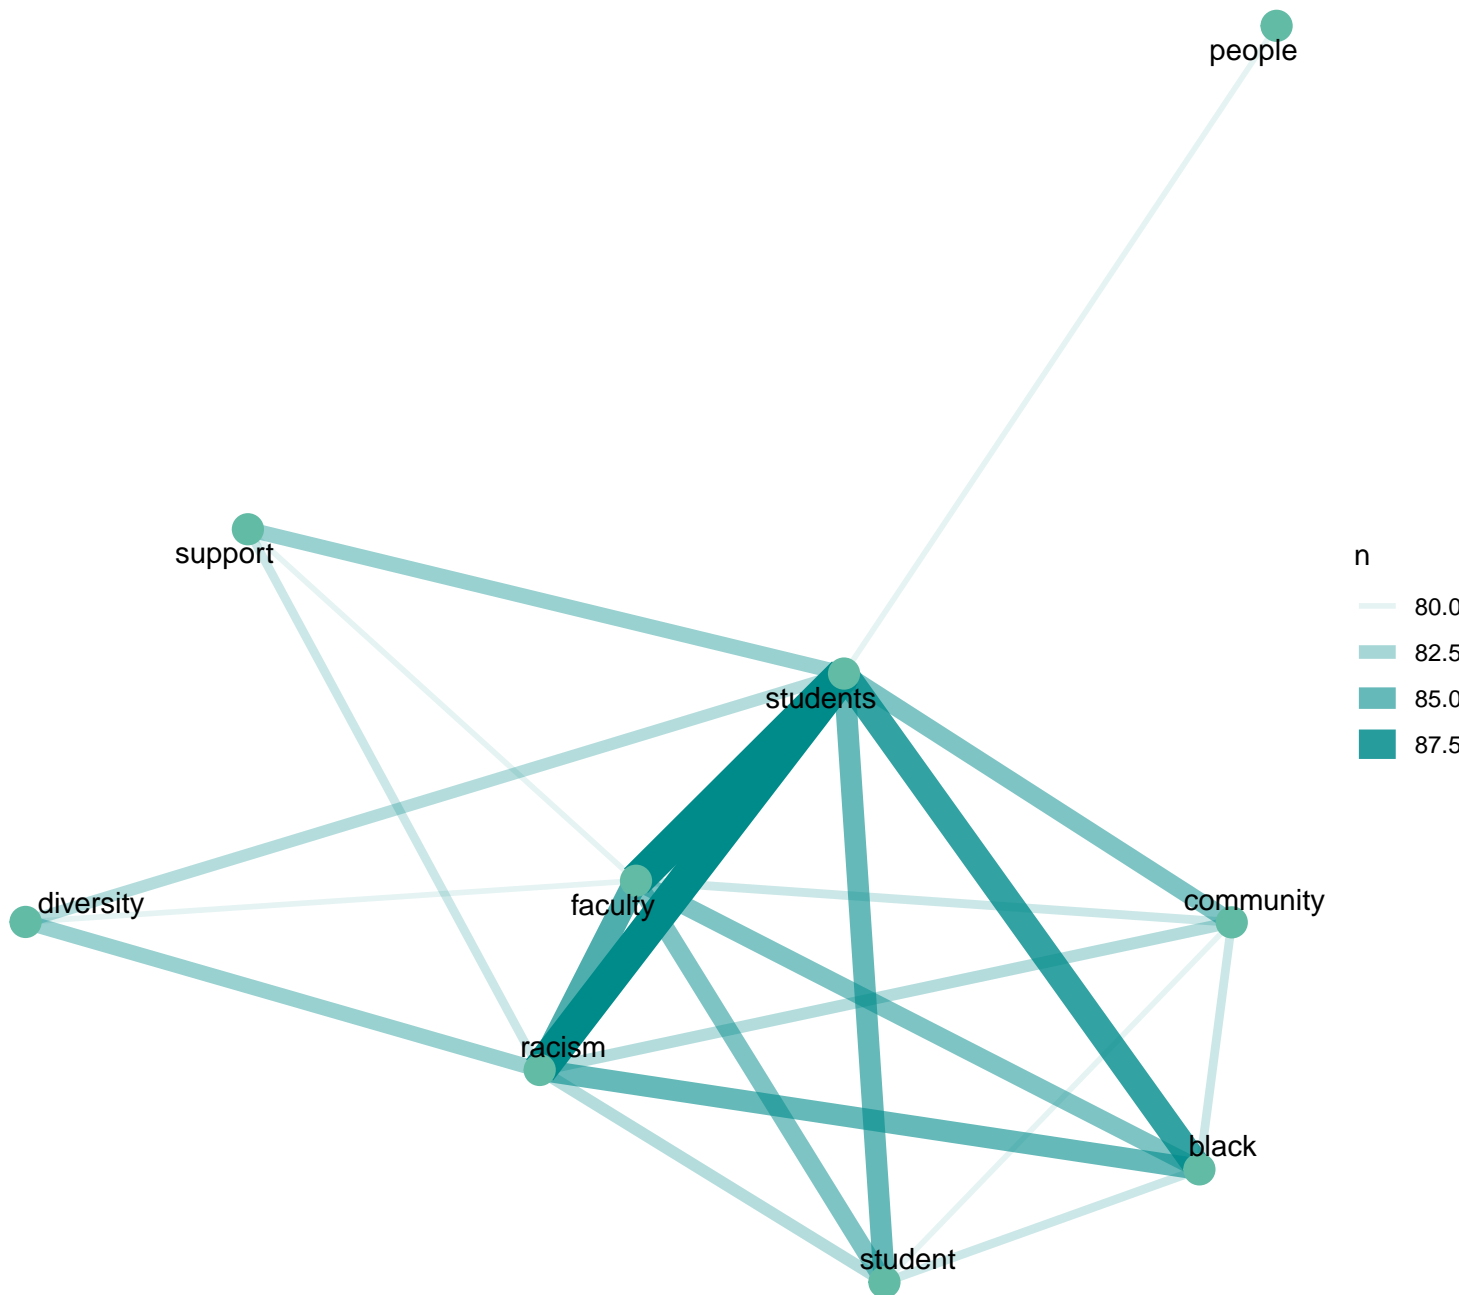 people
support
n
80.0
82.5
students
85.0
87.5
diversity
faculty
community
racism
black
student